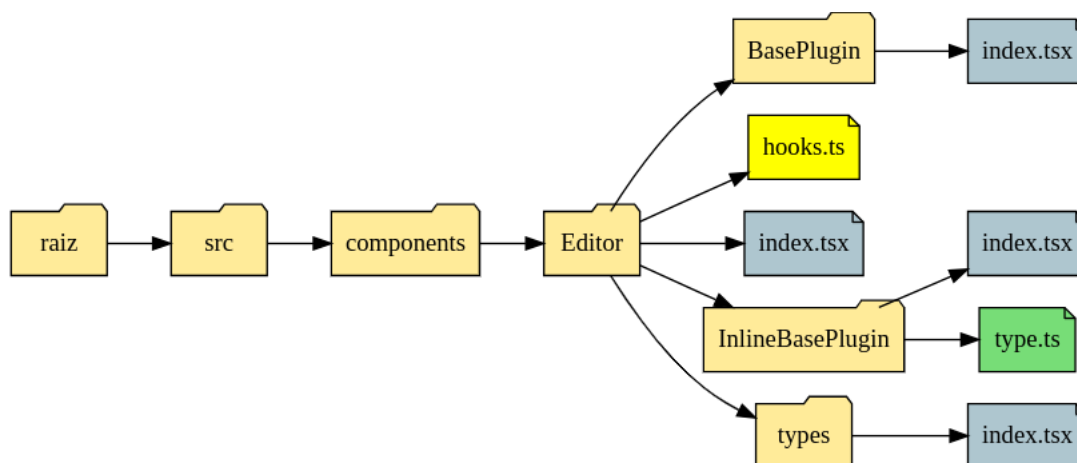 BasePlugin
index.tsx
hooks.ts
raiz
src
components
Editor
index.tsx
index.tsx
InlineBasePlugin
type.ts
types
index.tsx